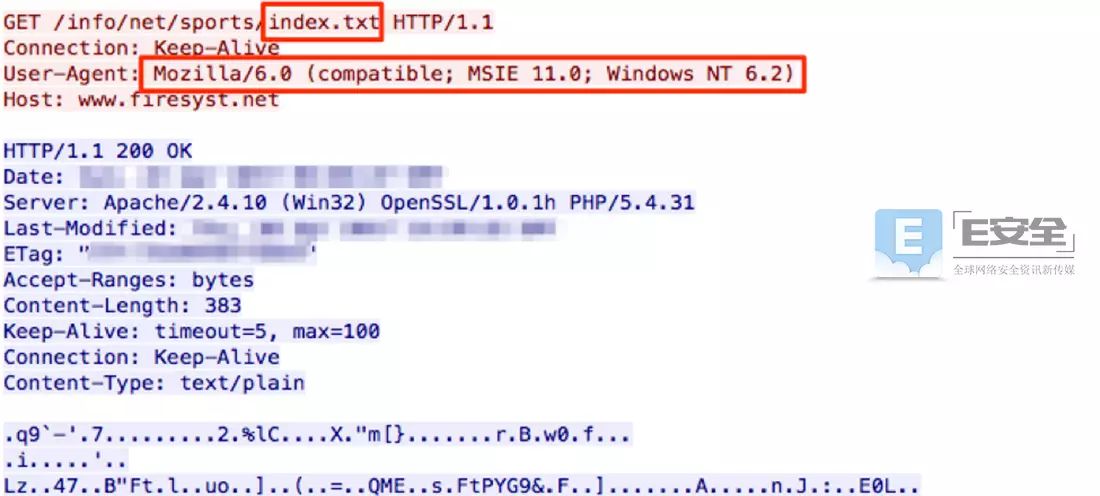 GET /info/net/sports/index.txt HTTP/1.1
Connection: Keep-Alive
User-Agent: Mozilla/6.0 (compatible; MSIE 11.0; Windows NT 6.2)
Host: www.firesyst.net
HTTP/1.1 200 OK
Date:
Server: Apache/2.4.10 (Win32) OpenSSL/1.0.1h PHP/5.4.31
Last-Modified:
ETag: "
Accept-Ranges: bytes
Content-Length: 383
Keep-Alive: timeout=5, max=100
Connection: Keep-Alive
Content-Type: text/plain
.q9`-'.7.........2.%lC....X."m[}.......r.B.w0.f...
.i.....'..
Lz..47..B"Ft.l..uo..]..(..=..QME..s.FtPYG9&.F..].......A.....n.J.:..E0L..
E
E安全
全球网络安全资讯新传媒